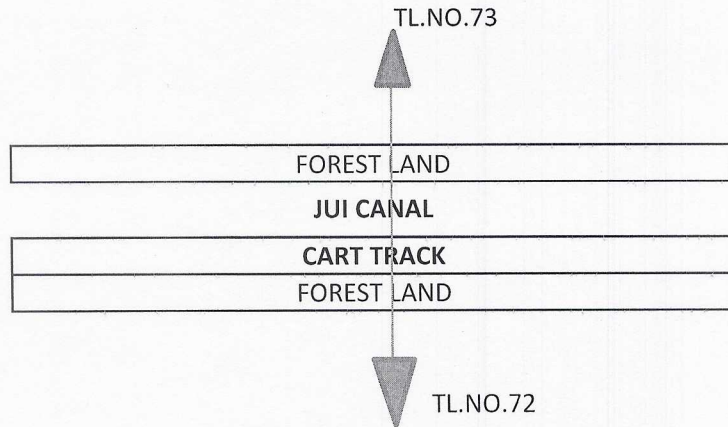 TL.NO.73
FOREST LAND
JUI CANAL
CART TRACK
FOREST LAND
TL.NO.72